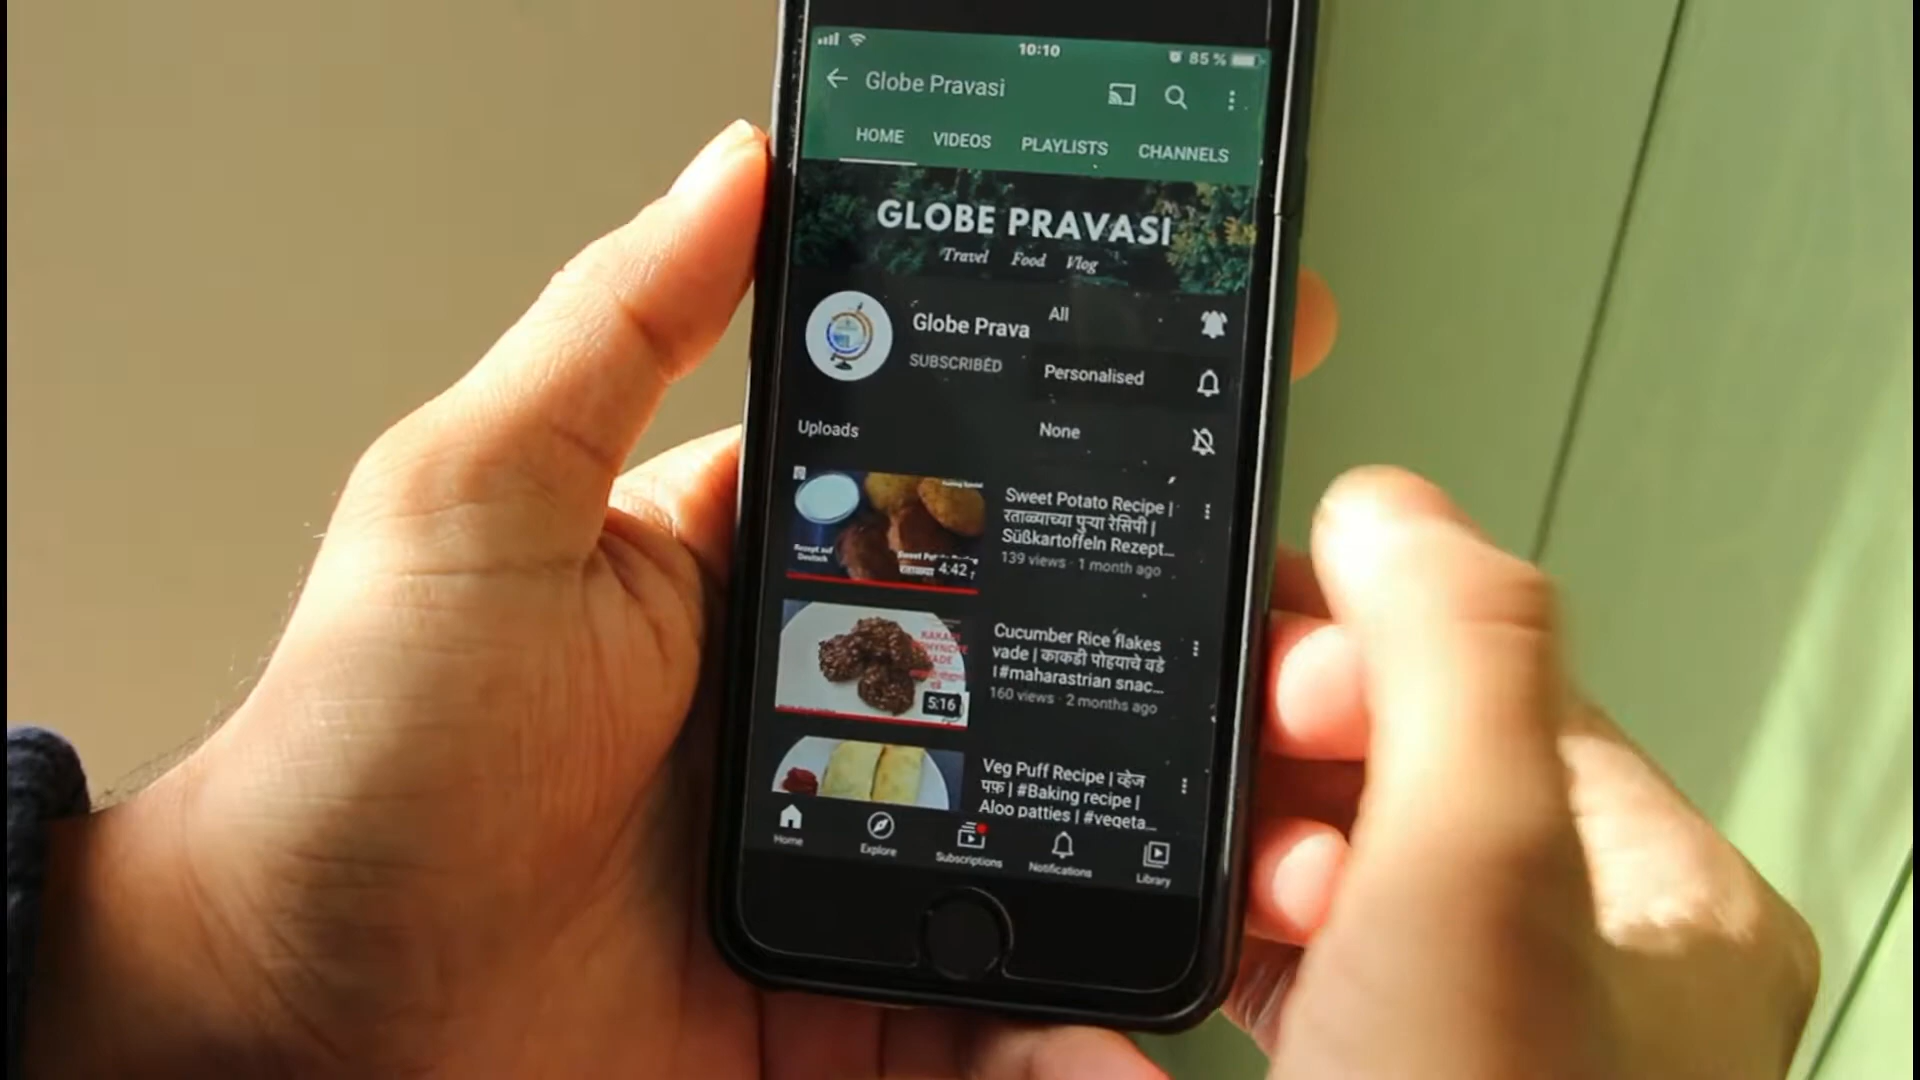 10:10
85 %
Globe Pravasi
HOME VIDEOS PLAYLISTS CHANNELS
GLOBE PRAVASI
Travel Food Vlog
Globe Prava
SUBSCRIBED
All
Personalised
None
Uploads
Rezept auf
Deutsch
4:42
Sweet Potato Recipe |
रताळ्याच्या पुऱ्या रेसिपी |
Süßkartoffeln Rezept...
139 views · 1 month ago
5:16
Cucumber Rice flakes
vade | काकडी पोहयाचे वडे
|#maharastrian snac...
160 views · 2 months ago
Veg Puff Recipe | व्हेज
पफ | #Baking recipe |
Aloo patties | #vegeta...
Home Explore Subscriptions Notifications Library